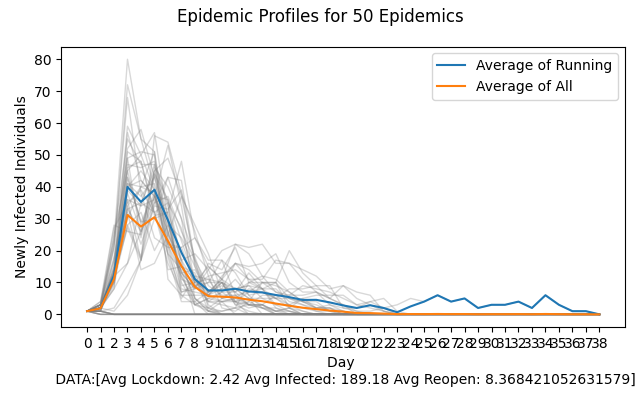 Epidemic Profiles for 50 Epidemics
Average of Running
Average of All
Newly Infected Individuals
80
70
60
50
40
30
20
10
0
0 1 2 3 4 5 6 7 8 9 10 11 12 13 14 15 16 17 18 19 20 21 22 23 24 25 26 27 28 29 30 31 32 33 34 35 36 37 38
Day
DATA:[Avg Lockdown: 2.42 Avg Infected: 189.18 Avg Reopen: 8.368421052631579]